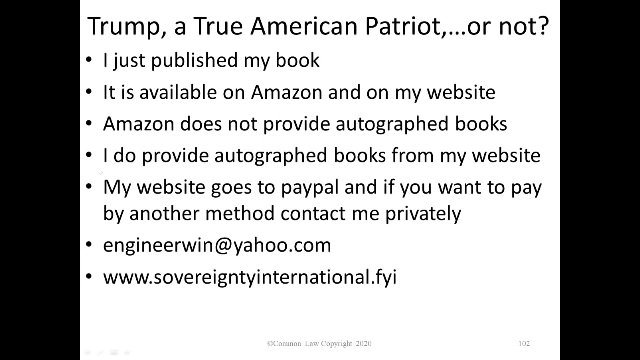 Trump, a True American Patriot,...or not?
• I just published my book
• It is available on Amazon and on my website
• Amazon does not provide autographed books
• I do provide autographed books from my website
• My website goes to paypal and if you want to pay
by another method contact me privately
• engineerwin@yahoo.com
• www.sovereigntyinternational.fyi
©Common Law Copyright 2020
102